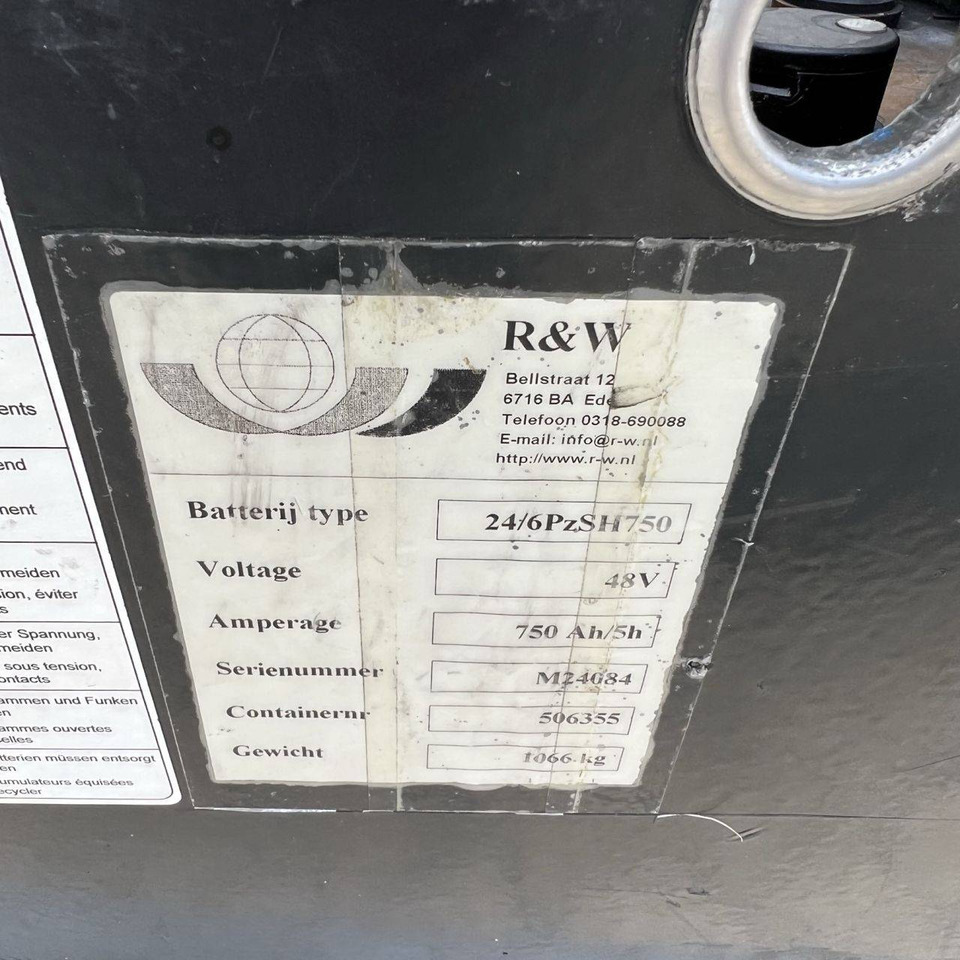 ents
end
ment
meiden
sion, éviter
s
er Spannung,
meiden
sous tension,
contacts
ammen und Funken
en
ammes ouvertes
elles
tterien müssen entsorgt
en
cumulateurs équisées
ecycler
R&W
Bellstraat 12
6716 BA Ede
Telefoon 0318-690088
E-mail: info@r-w.nl
http://www.r-w.nl
Batterij type 24/6PzSH750
Voltage 48V
Amperage 750 Ah/5h
Serienummer M24684
Containernr 506355
Gewicht 1066 kg